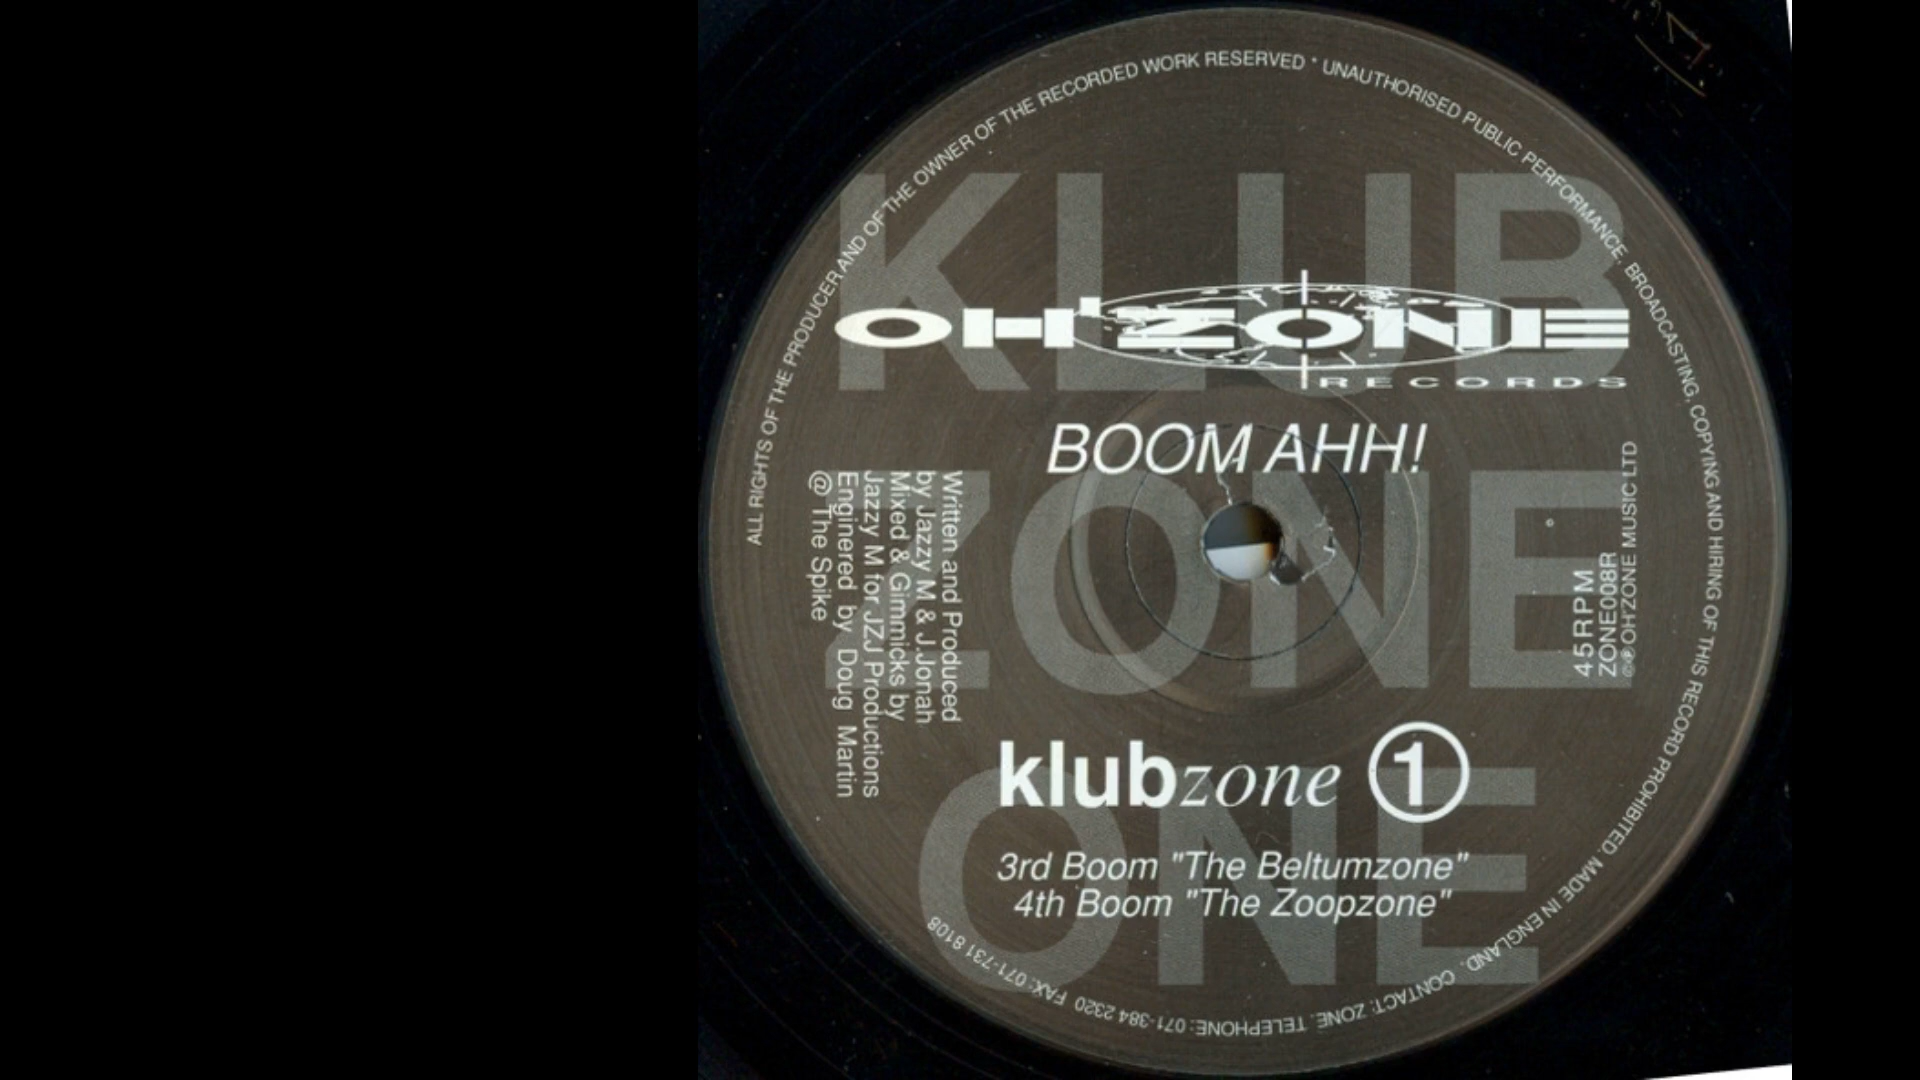 ALL RIGHTS OF THE PRODUCER AND OF THE OWNER OF THE RECORDED WORK RESERVED * UNAUTHORISED PUBLIC PERFORMANCE, BROADCASTING, COPYING AND HIRING OF THIS RECORD PROHIBITED. MADE IN ENGLAND. CONTACT: ZONE. TELEPHONE: 071-384 2320 FAX: 071-731 8108
KLUB
OH'ZONE
RECORDS
BOOM AHH!
ZONE
Written and Produced
by Jazzy M & J.Jonah
Mixed & Gimmicks by
Jazzy M for JZJ Productions
Enginered by Doug Martin
@ The Spike
45RPM
ZONE008R
©℗OH'ZONE MUSIC LTD
klubzone 1
ONE
3rd Boom "The Beltumzone"
4th Boom "The Zoopzone"